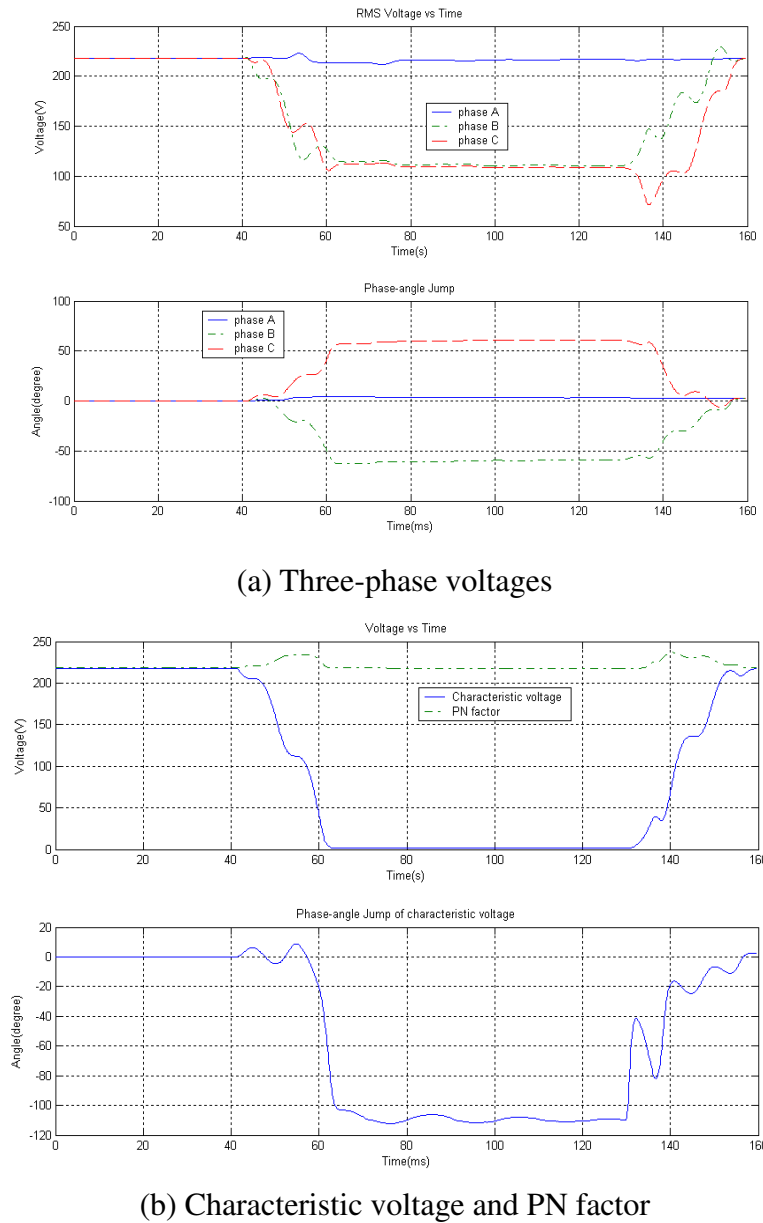 RMS Voltage vs Time
250
200
150
100
50
Voltage(V)
phase A
phase B
phase C
0 20 40 60 80 100 120 140 160
Time(s)
Phase-angle Jump
100
50
0
-50
-100
Angle(degree)
phase A
phase B
phase C
0 20 40 60 80 100 120 140 160
Time(ms)
(a) Three-phase voltages
Voltage vs Time
250
200
150
100
50
0
Voltage(V)
Characteristic voltage
PN factor
0 20 40 60 80 100 120 140 160
Time(s)
Phase-angle Jump of characteristic voltage
20
0
-20
-40
-60
-80
-100
-120
Angle(degree)
0 20 40 60 80 100 120 140 160
Time(ms)
(b) Characteristic voltage and PN factor